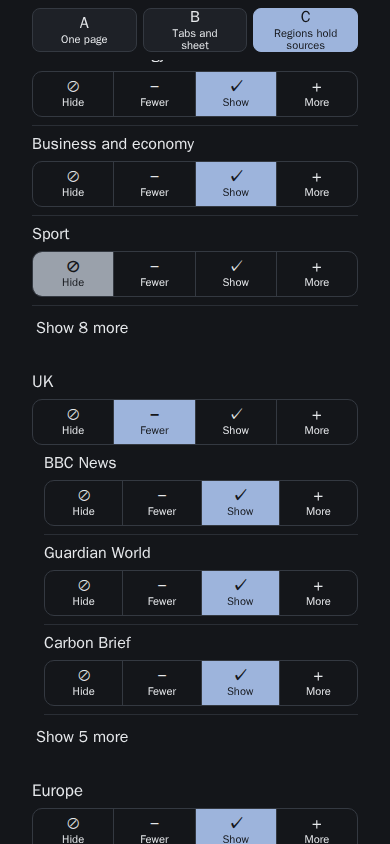 A
One page
B
Tabs and
sheet
C
Regions hold
sources
Hide
Fewer
Show
More
Business and economy
Hide
Fewer
Show
More
Sport
Hide
Fewer
Show
More
Show 8 more
UK
Hide
Fewer
Show
More
BBC News
Hide
Fewer
Show
More
Guardian World
Hide
Fewer
Show
More
Carbon Brief
Hide
Fewer
Show
More
Show 5 more
Europe
Hide
Fewer
Show
More